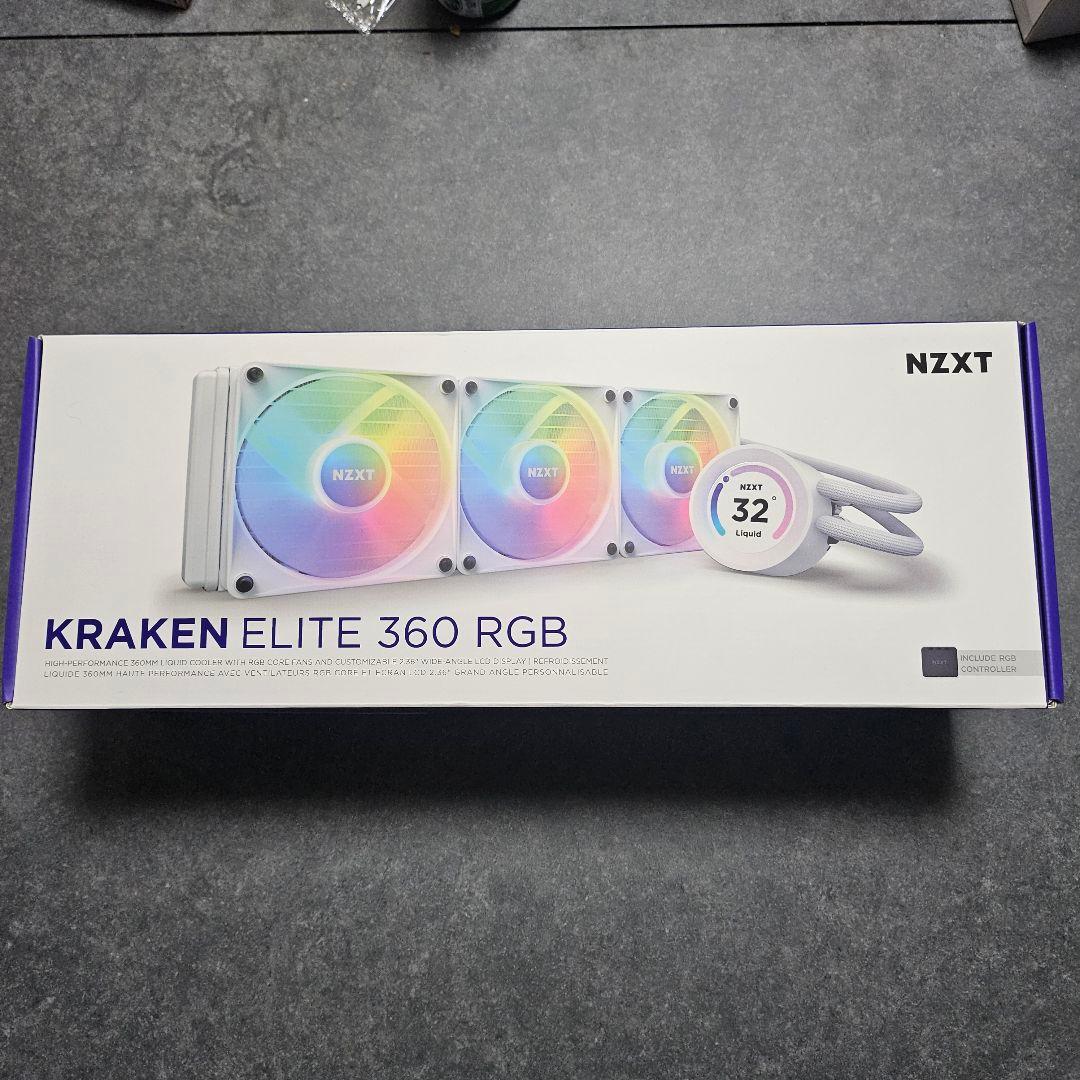 NZXT
NZXT
NZXT
NZXT
NZXT
32°
Liquid
KRAKEN ELITE 360 RGB
HIGH-PERFORMANCE 360MM LIQUID COOLER WITH RGB CORE FANS AND CUSTOMIZABLE 2.36" WIDE-ANGLE LCD DISPLAY | REFROIDISSEMENT
LIQUIDE 360MM HAUTE PERFORMANCE AVEC VENTILATEURS RGB CORE ET ÉCRAN LCD 2,36" GRAND ANGLE PERSONNALISABLE
NZXT
INCLUDE RGB
CONTROLLER